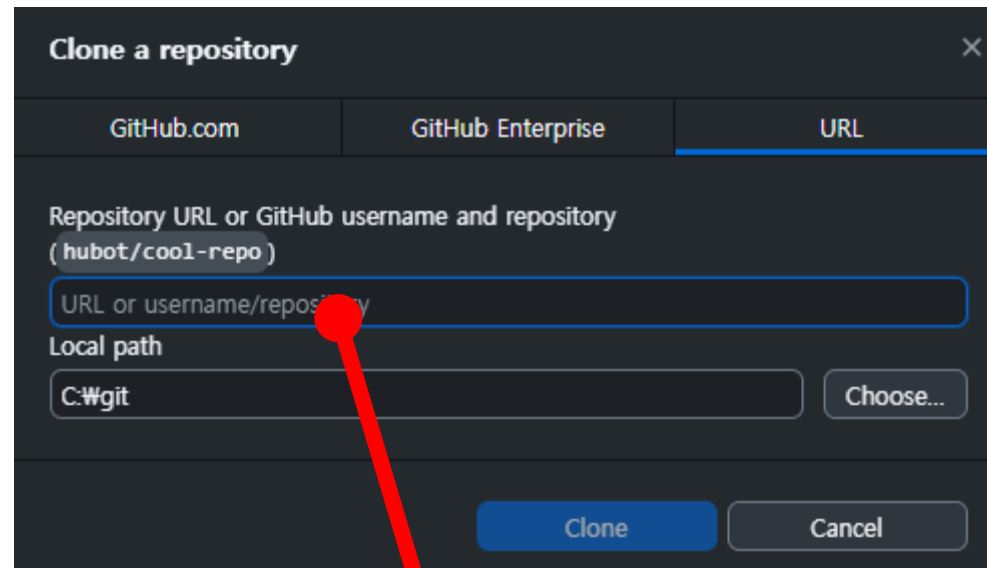 Clone a repository
GitHub.com GitHub Enterprise URL
Repository URL or GitHub username and repository
(hubot/cool-repo)
URL or username/repository
Local path
C:₩git Choose...
Clone Cancel